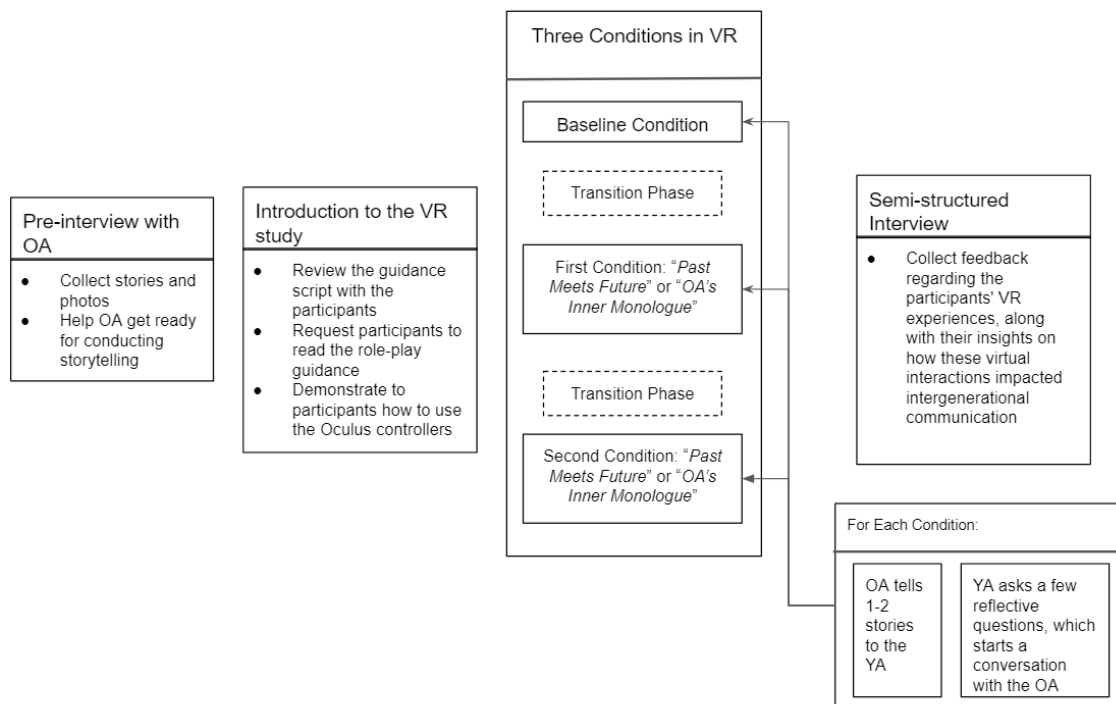 Pre-interview with
OA
● Collect stories and
photos
● Help OA get ready
for conducting
storytelling
Introduction to the VR
study
● Review the guidance
script with the
participants
● Request participants to
read the role-play
guidance
● Demonstrate to
participants how to use
the Oculus controllers
Three Conditions in VR
Baseline Condition
Transition Phase
First Condition: “Past
Meets Future” or “OA’s
Inner Monologue”
Transition Phase
Second Condition: “Past
Meets Future” or “OA’s
Inner Monologue”
Semi-structured
Interview
● Collect feedback
regarding the
participants' VR
experiences, along
with their insights on
how these virtual
interactions impacted
intergenerational
communication
For Each Condition:
OA tells
1-2
stories
to the
YA
YA asks a few
reflective
questions, which
starts a
conversation
with the OA